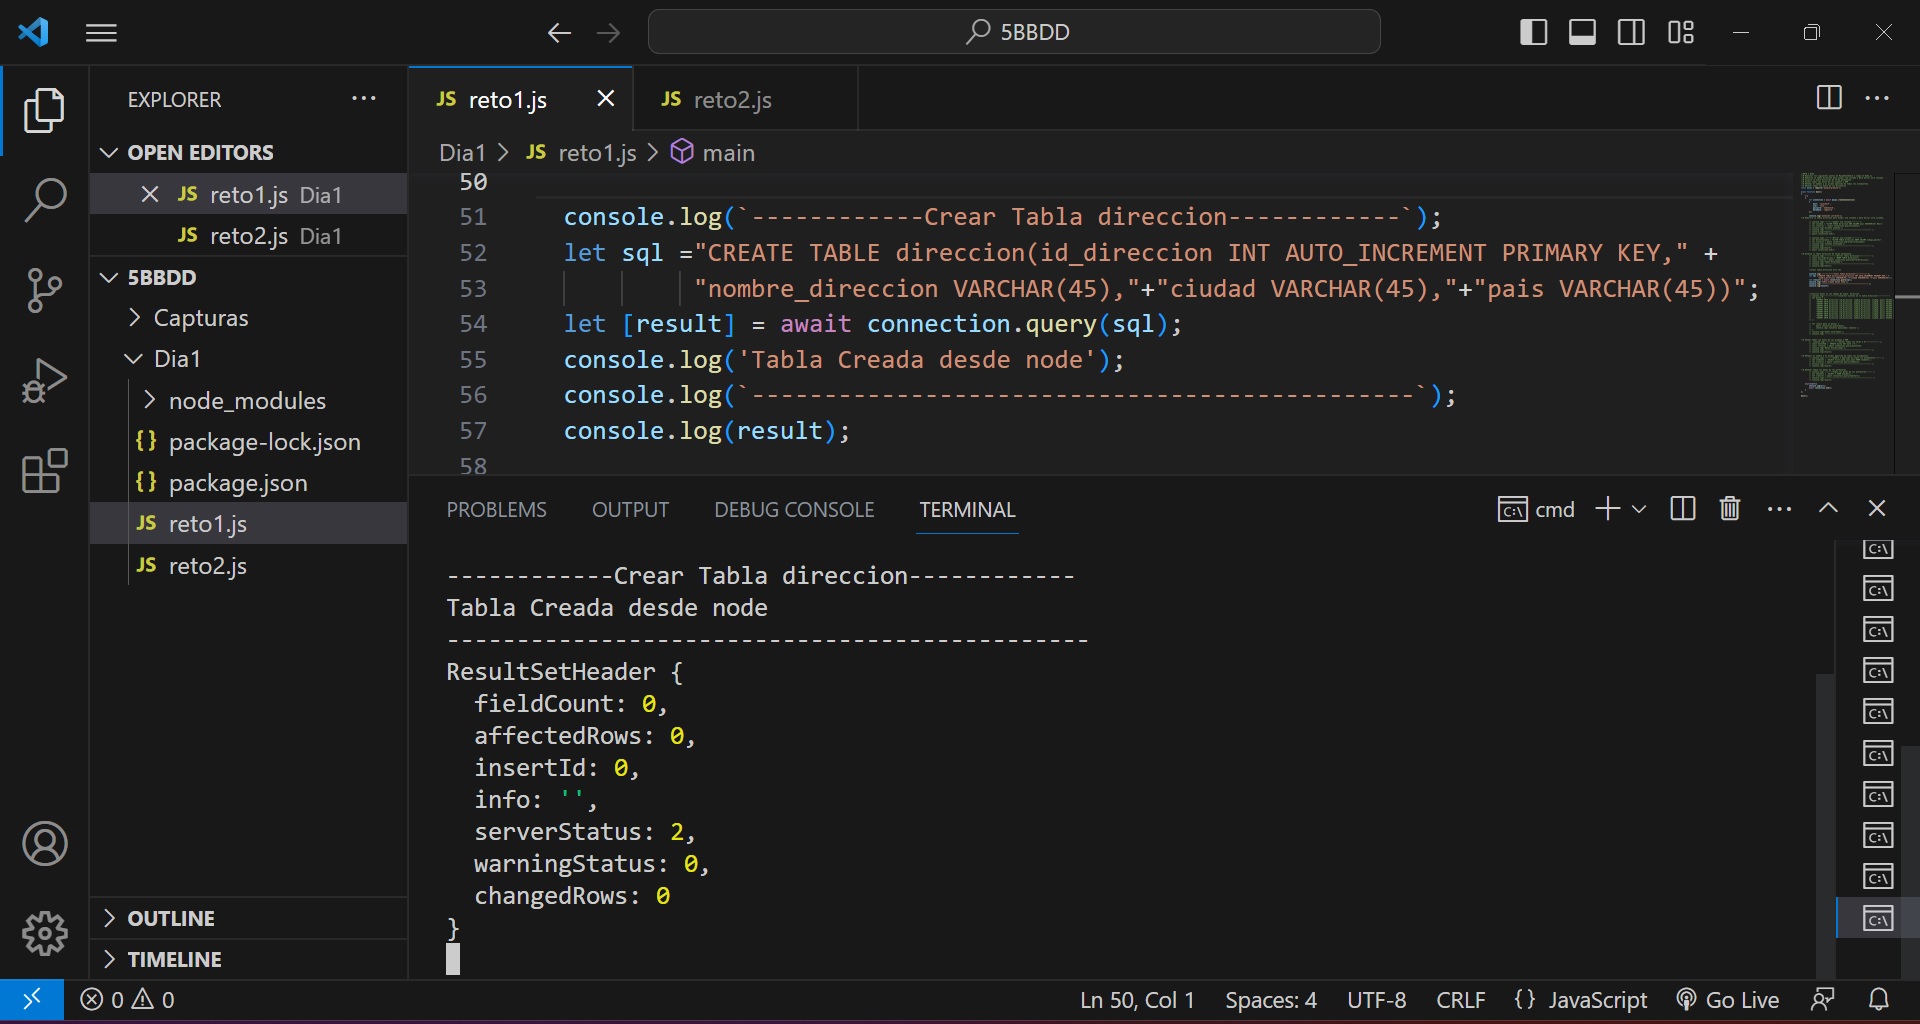 5BBDD
EXPLORER
OPEN EDITORS
JS reto1.js Dia1
JS reto2.js Dia1
5BBDD
Capturas
Dia1
node_modules
{} package-lock.json
{} package.json
JS reto1.js
JS reto2.js
OUTLINE
TIMELINE
JS reto1.js
JS reto2.js
Dia1 > JS reto1.js > main
50
51 console.log(`------------Crear Tabla direccion------------`);
52 let sql ="CREATE TABLE direccion(id_direccion INT AUTO_INCREMENT PRIMARY KEY," +
53 "nombre_direccion VARCHAR(45),"+"ciudad VARCHAR(45),"+"pais VARCHAR(45))";
54 let [result] = await connection.query(sql);
55 console.log('Tabla Creada desde node');
56 console.log(`----------------------------------------------`);
57 console.log(result);
58
PROBLEMS OUTPUT DEBUG CONSOLE TERMINAL
cmd
------------Crear Tabla direccion------------
Tabla Creada desde node
----------------------------------------------
ResultSetHeader {
fieldCount: 0,
affectedRows: 0,
insertId: 0,
info: '',
serverStatus: 2,
warningStatus: 0,
changedRows: 0
}
0 0
Ln 50, Col 1 Spaces: 4 UTF-8 CRLF {} JavaScript Go Live